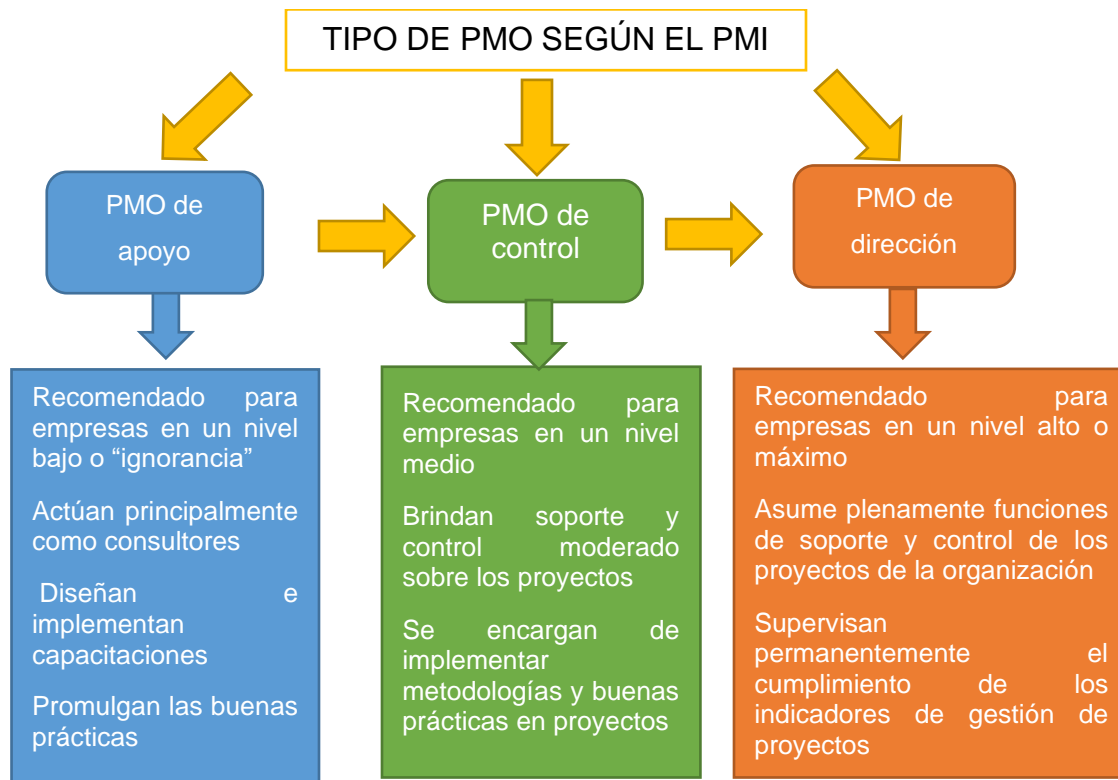 TIPO DE PMO SEGÚN EL PMI
PMO de
apoyo
PMO de
control
PMO de
dirección
Recomendado para
empresas en un nivel
bajo o “ignorancia”
Actúan principalmente
como consultores
Diseñan e
implementan
capacitaciones
Promulgan las buenas
prácticas
Recomendado para
empresas en un nivel
medio
Brindan soporte y
control moderado
sobre los proyectos
Se encargan de
implementar
metodologías y buenas
prácticas en proyectos
Recomendado para
empresas en un nivel alto o
máximo
Asume plenamente funciones
de soporte y control de los
proyectos de la organización
Supervisan
permanentemente el
cumplimiento de los
indicadores de gestión de
proyectos